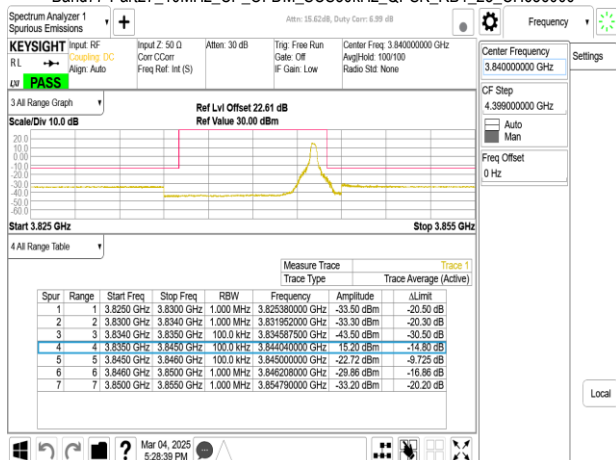 Spectrum Analyzer 1
Spurious Emissions
Attn: 15.62dB, Duty Corr: 6.99 dB
Frequency
KEYSIGHT
Input: RF
Coupling: DC
Align: Auto
Input Z: 50 Ω
Corr CCorr
Freq Ref: Int (S)
Atten: 30 dB
Trig: Free Run
Gate: Off
IF Gain: Low
Center Freq: 3.840000000 GHz
Avg|Hold: 100/100
Radio Std: None
RL
LXI
PASS
Center Frequency
3.840000000 GHz
Settings
CF Step
4.399000000 GHz
Auto
Man
Freq Offset
0 Hz
3 All Range Graph
Scale/Div 10.0 dB
Ref Lvl Offset 22.61 dB
Ref Value 30.00 dBm
20.0
10.0
0.00
-10.0
-20.0
-30.0
-40.0
-50.0
-60.0
Start 3.825 GHz
Stop 3.855 GHz
4 All Range Table
Measure Trace Trace 1
Trace Type Trace Average (Active)
Spur Range Start Freq Stop Freq RBW Frequency Amplitude ΔLimit
1 1 3.8250 GHz 3.8300 GHz 1.000 MHz 3.825380000 GHz -33.50 dBm -20.50 dB
2 2 3.8300 GHz 3.8340 GHz 1.000 MHz 3.831952000 GHz -33.30 dBm -20.30 dB
3 3 3.8340 GHz 3.8350 GHz 100.0 kHz 3.834587500 GHz -43.50 dBm -30.50 dB
4 4 3.8350 GHz 3.8450 GHz 100.0 kHz 3.844040000 GHz 15.20 dBm -14.80 dB
5 5 3.8450 GHz 3.8460 GHz 100.0 kHz 3.845000000 GHz -22.72 dBm -9.725 dB
6 6 3.8460 GHz 3.8500 GHz 1.000 MHz 3.846208000 GHz -29.86 dBm -16.86 dB
7 7 3.8500 GHz 3.8550 GHz 1.000 MHz 3.854790000 GHz -33.20 dBm -20.20 dB
Local
Mar 04, 2025
5:28:39 PM